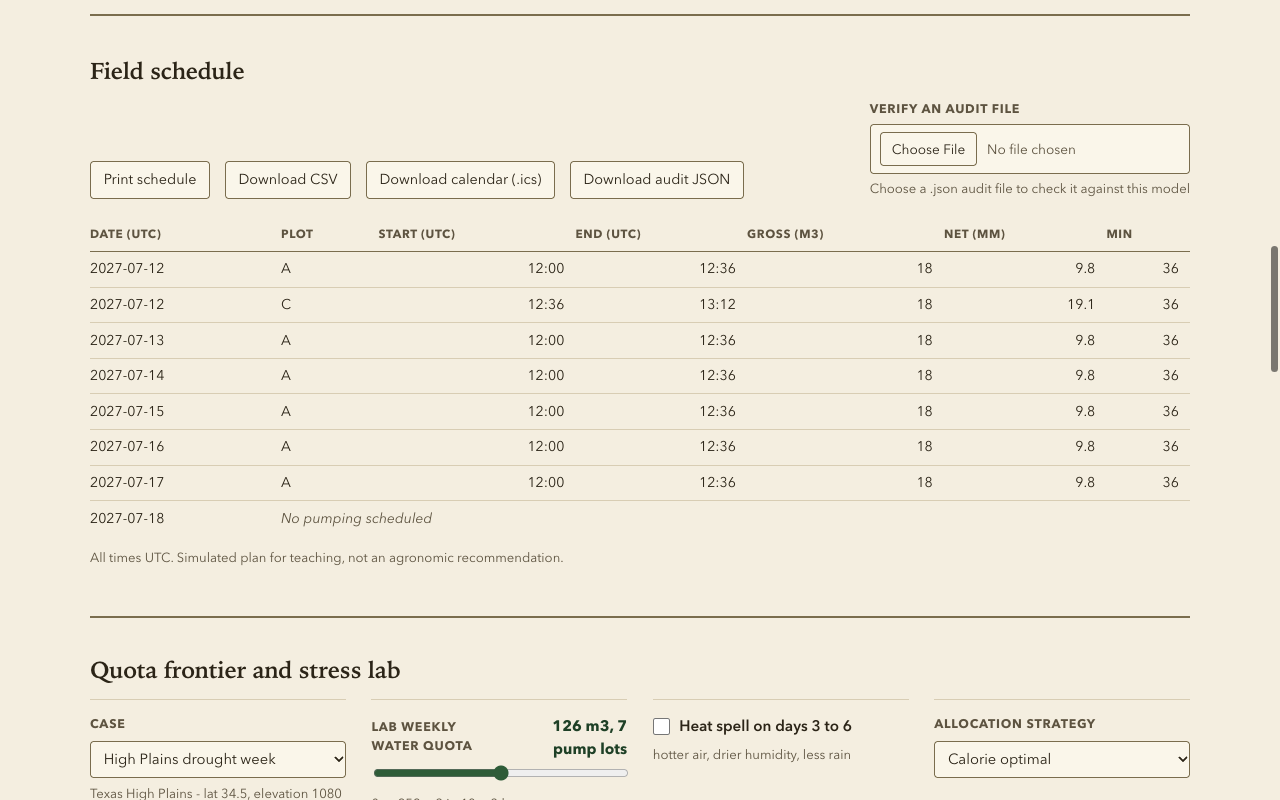 Field schedule
VERIFY AN AUDIT FILE
Choose File No file chosen
Print schedule Download CSV Download calendar (.ics) Download audit JSON
Choose a .json audit file to check it against this model
DATE (UTC) PLOT START (UTC) END (UTC) GROSS (M3) NET (MM) MIN
2027-07-12 A 12:00 12:36 18 9.8 36
2027-07-12 C 12:36 13:12 18 19.1 36
2027-07-13 A 12:00 12:36 18 9.8 36
2027-07-14 A 12:00 12:36 18 9.8 36
2027-07-15 A 12:00 12:36 18 9.8 36
2027-07-16 A 12:00 12:36 18 9.8 36
2027-07-17 A 12:00 12:36 18 9.8 36
2027-07-18 No pumping scheduled
All times UTC. Simulated plan for teaching, not an agronomic recommendation.
Quota frontier and stress lab
CASE
High Plains drought week
Texas High Plains - lat 34.5, elevation 1080
LAB WEEKLY
WATER QUOTA
126 m3, 7
pump lots
Heat spell on days 3 to 6
hotter air, drier humidity, less rain
ALLOCATION STRATEGY
Calorie optimal